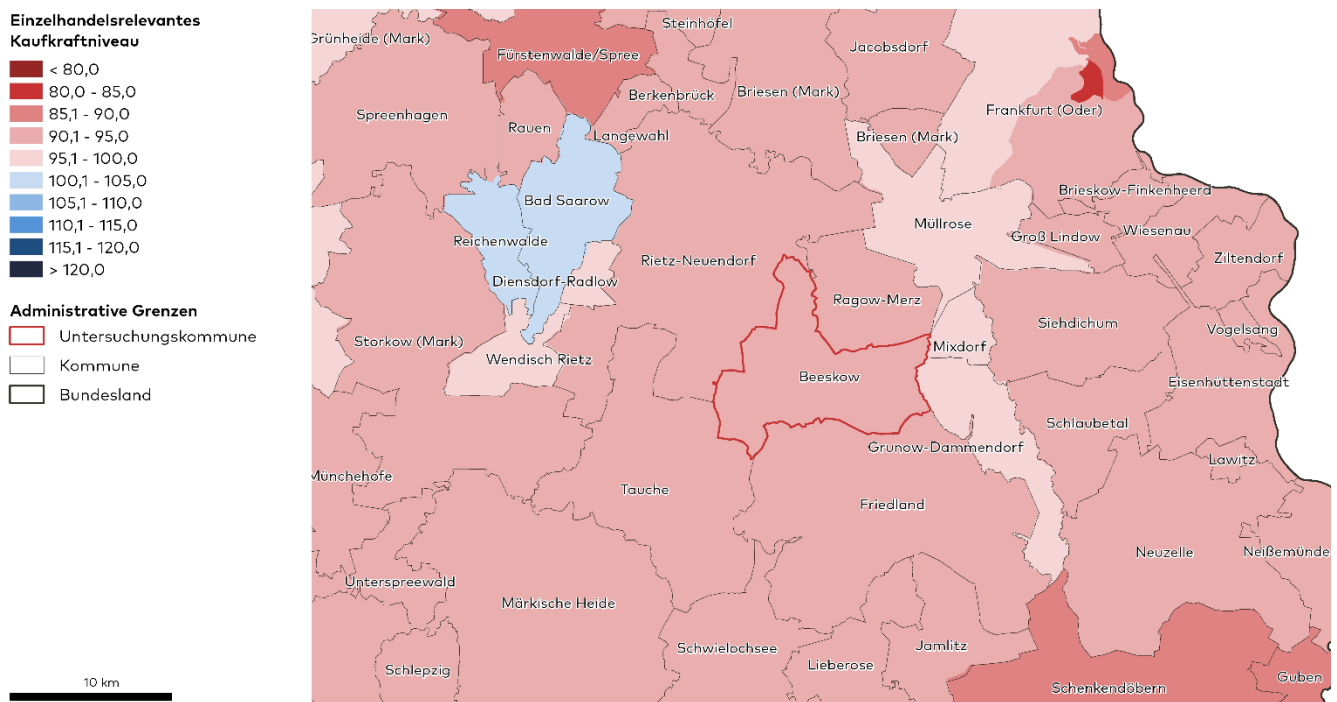 Einzelhandelsrelevantes
Kaufkraftniveau
< 80,0
80,0 - 85,0
85,1 - 90,0
90,1 - 95,0
95,1 - 100,0
100,1 - 105,0
105,1 - 110,0
110,1 - 115,0
115,1 - 120,0
> 120,0
Administrative Grenzen
Untersuchungskommune
Kommune
Bundesland
10 km
Steinhöfel
Grünheide (Mark)
Jacobsdorf
Fürstenwalde/Spree
Berkenbrück
Briesen (Mark)
Frankfurt (Oder)
Spreenhagen
Rauen
Langewahl
Briesen (Mark)
Brieskow-Finkenheerd
Bad Saarow
Müllrose
Wiesenau
Groß Lindow
Reichenwalde
Rietz-Neuendorf
Ziltendorf
Diensdorf-Radlow
Ragow-Merz
Siehdichum
Vogelsang
Storkow (Mark)
Mixdorf
Wendisch Rietz
Beeskow
Eisenhüttenstadt
Schlaubetal
Grunow-Dammendorf
Lawitz
Münchehofe
Tauche
Friedland
Neuzelle
Neißemünde
Unterspreewald
Märkische Heide
Schwielochsee
Jamlitz
Lieberose
Schlepzig
Guben
Schenkendöbern